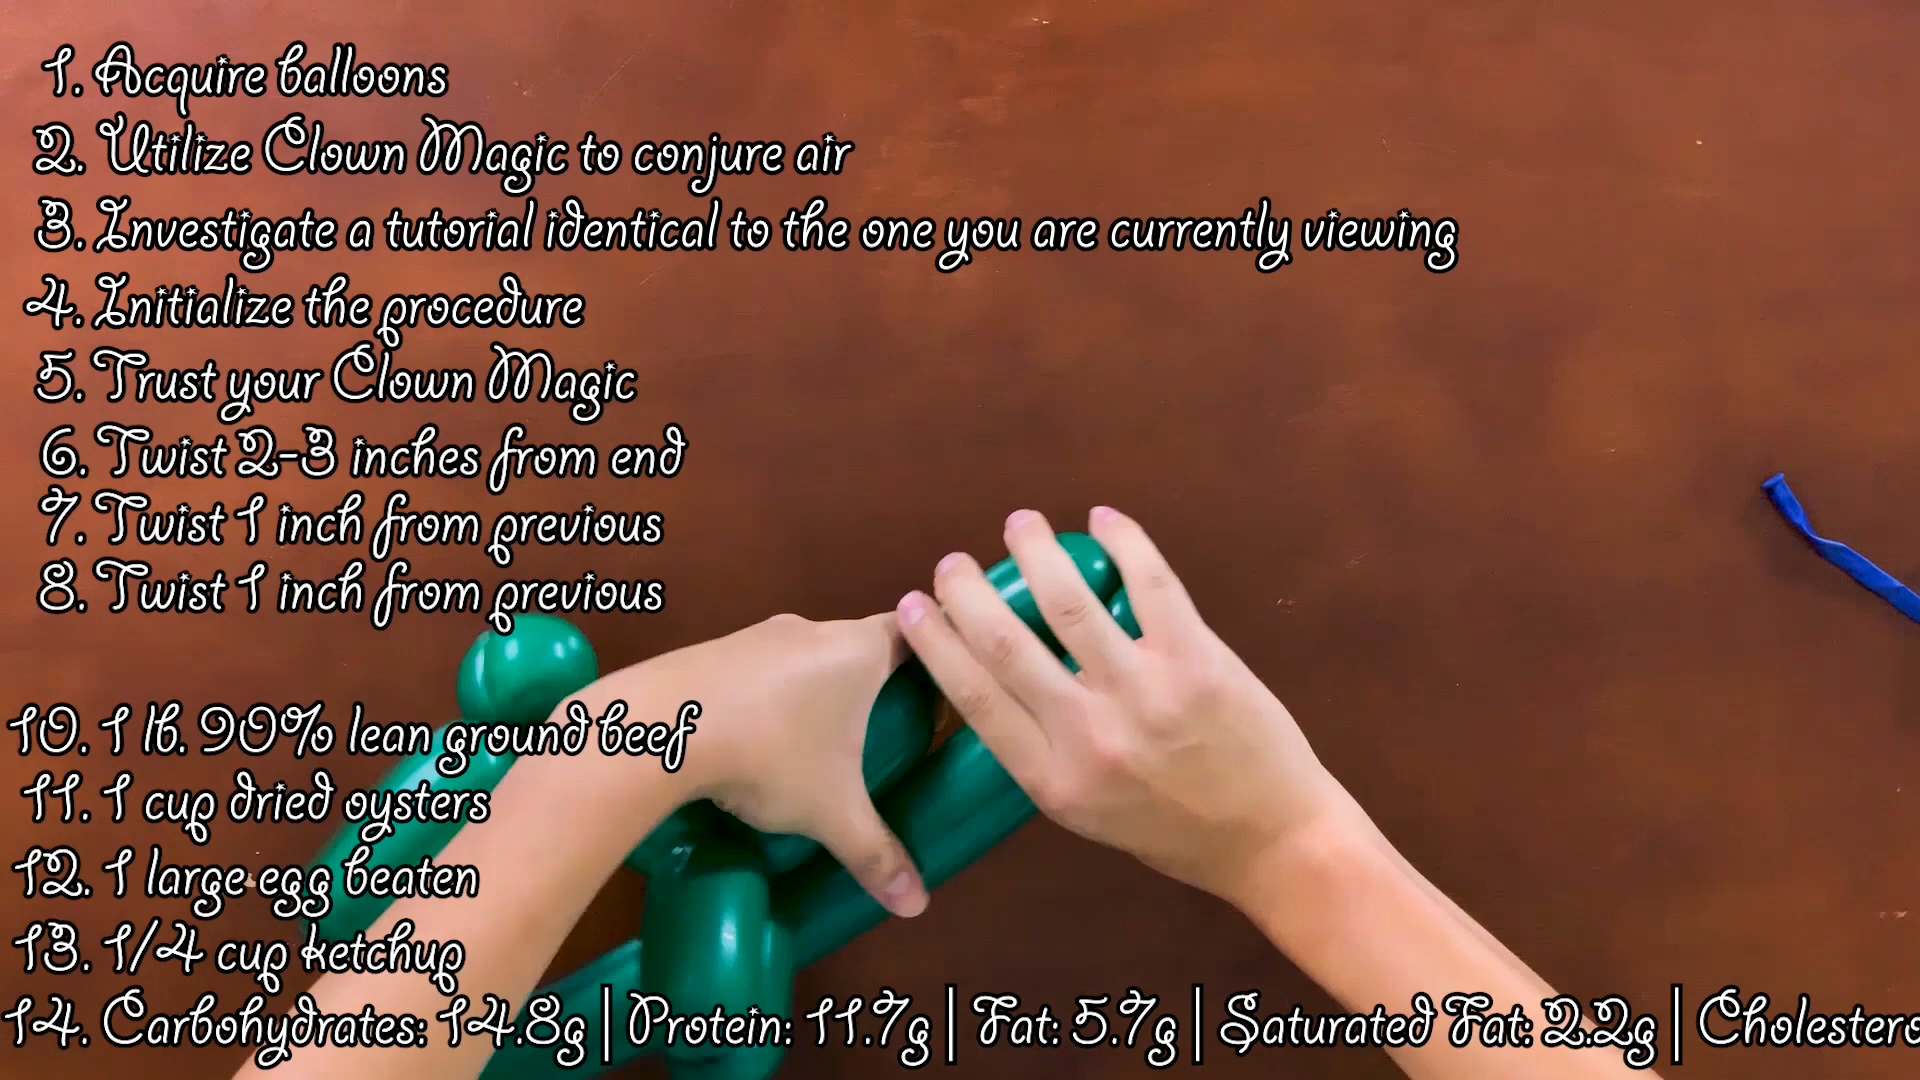 1. Acquire balloons
2. Utilize Clown Magic to conjure air
3. Investigate a tutorial identical to the one you are currently viewing
4. Initialize the procedure
5. Trust your Clown Magic
6. Twist 2-3 inches from end
7. Twist 1 inch from previous
8. Twist 1 inch from previous
10. 1 lb. 90% lean ground beef
11. 1 cup dried oysters
12. 1 large egg beaten
13. 1/4 cup ketchup
14. Carbohydrates: 14.8g | Protein: 11.7g | Fat: 5.7g | Saturated Fat: 2.2g | Cholestero